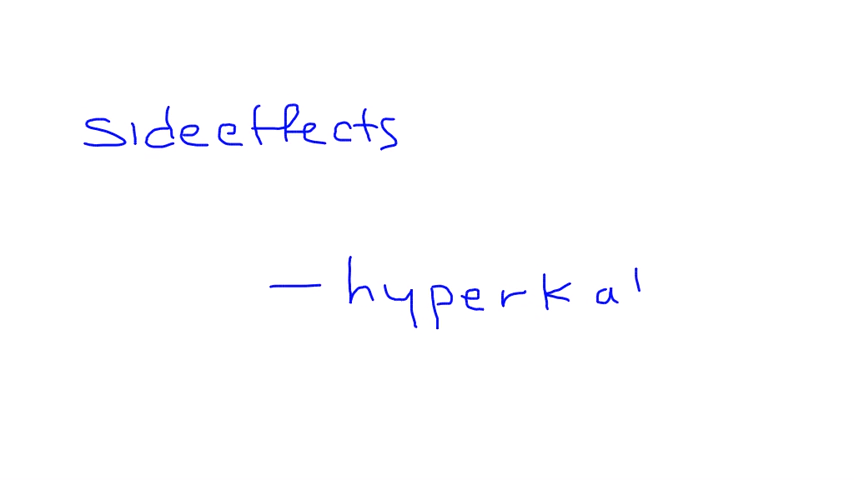 sideeffects
— hyperkal